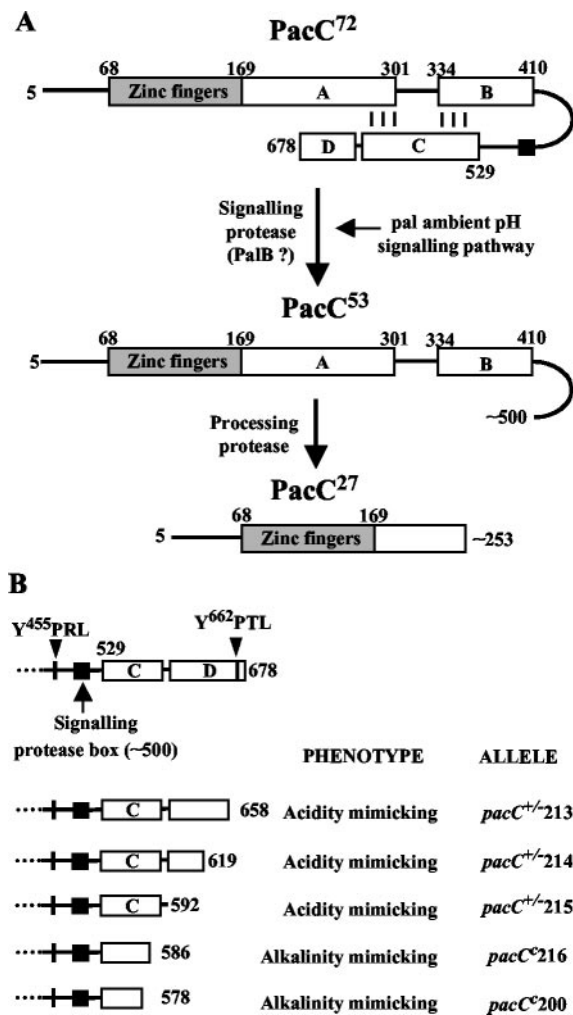 A
PacC72
68 169 301 334 410
5 Zinc fingers A B
678 D C
529
Signalling protease (PalB ?)
pal ambient pH signalling pathway
PacC53
68 169 301 334 410
5 Zinc fingers A B
~500
Processing protease
PacC27
68 169
5 Zinc fingers ~253
B
Y455PRL Y662PTL
529
C D 678
Signalling
protease box (~500)
PHENOTYPE ALLELE
C 658 Acidity mimicking pacC+/-213
C 619 Acidity mimicking pacC+/-214
C 592 Acidity mimicking pacC+/-215
586 Alkalinity mimicking pacCc216
578 Alkalinity mimicking pacCc200